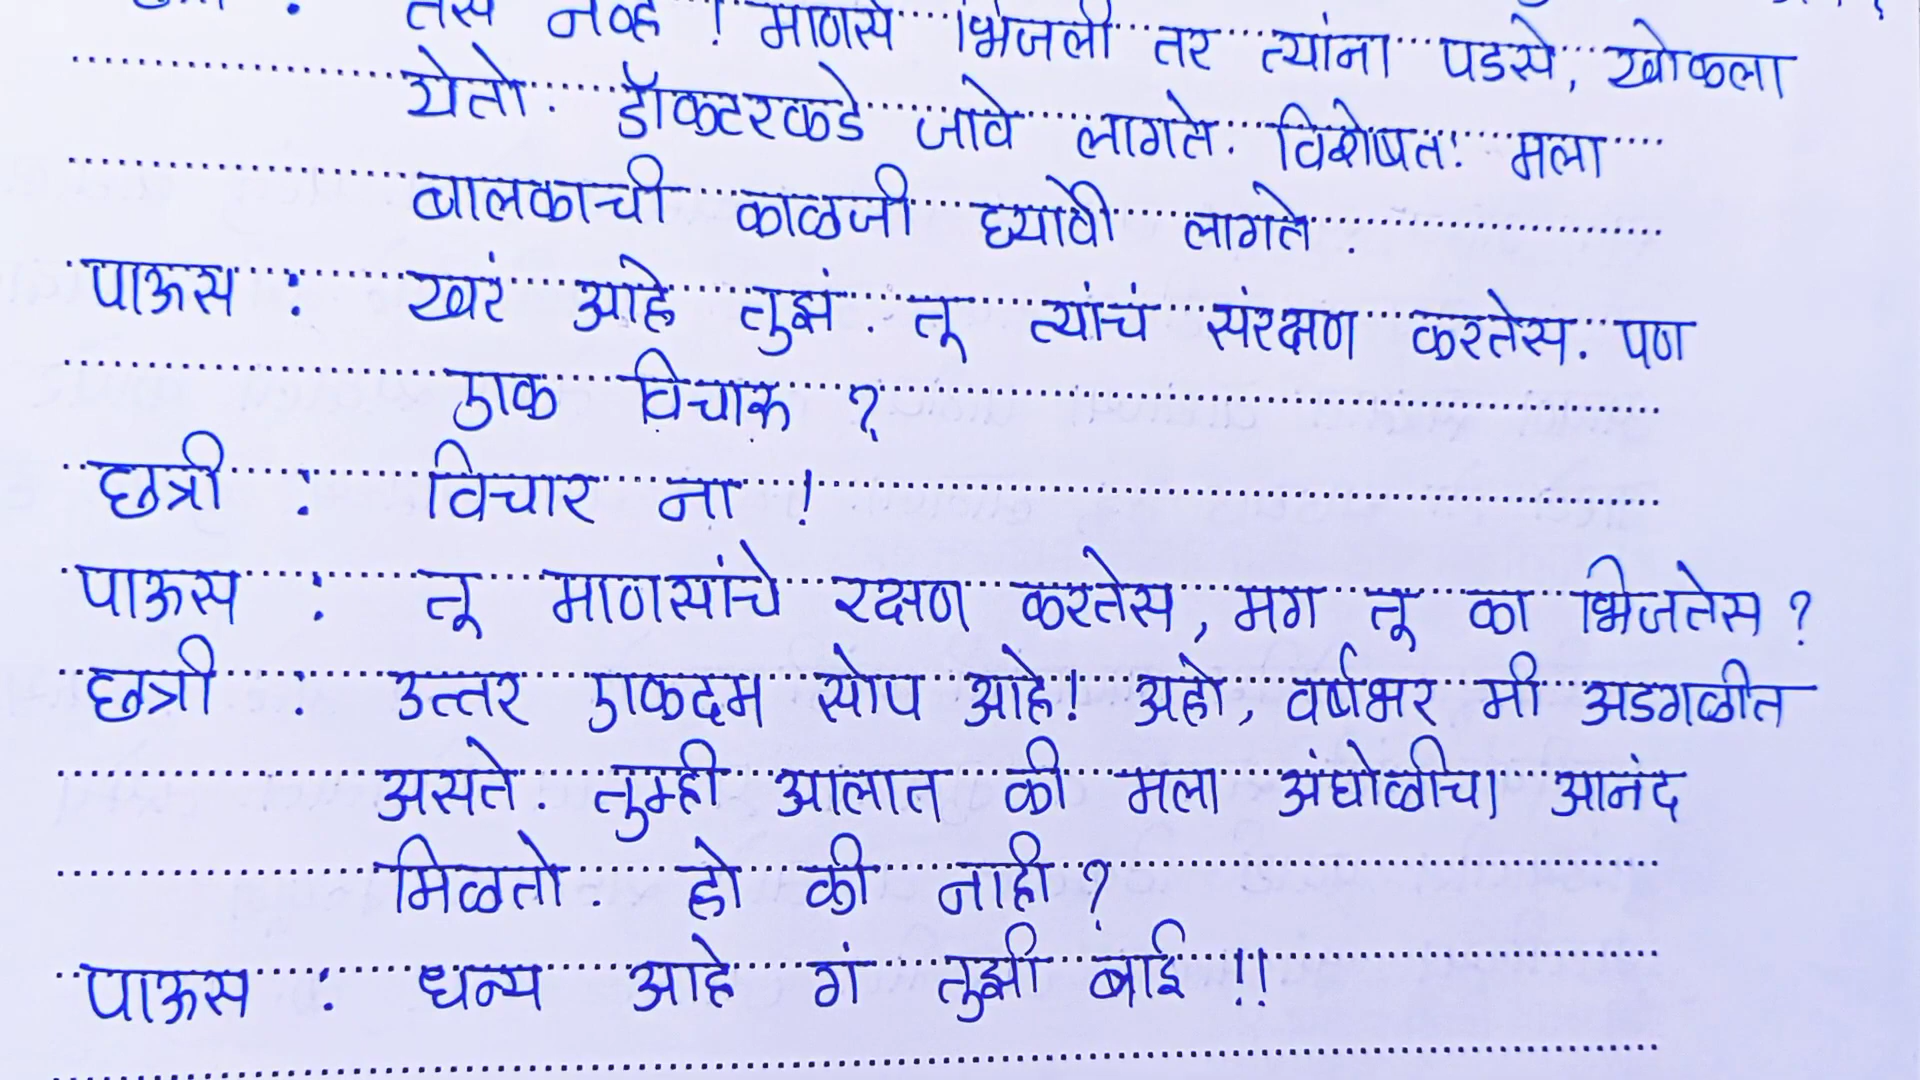 : तसं नव्हे ! माणसे भिजली तर त्यांना पडसे, खोकला
येतो. डॉक्टरकडे जावे लागते. विशेषतः मला
बालकाची काळजी घ्यावी लागते.
पाऊस : खरं आहे तुझं. तू त्यांचं संरक्षण करतेस. पण
एक विचारू ?
छत्री : विचार ना !
पाऊस : तू माणसांचे रक्षण करतेस, मग तू का भिजतेस ?
छत्री : उत्तर एकदम सोप आहे! अहो, वर्षभर मी अडगळीत
असते. तुम्ही आलात की मला अंघोळीचा आनंद
मिळतो. हो की नाही ?
पाऊस : धन्य आहे गं तुझी बाई !!